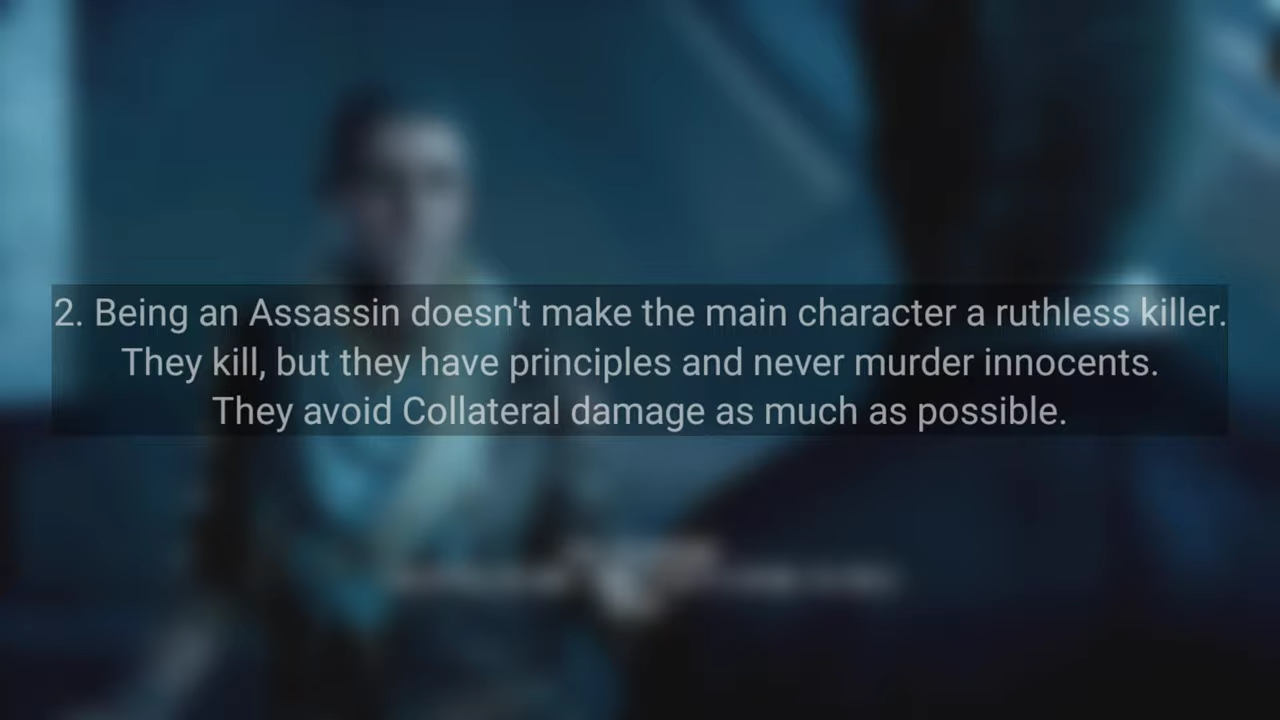 2. Being an Assassin doesn't make the main character a ruthless killer.
They kill, but they have principles and never murder innocents.
They avoid Collateral damage as much as possible.